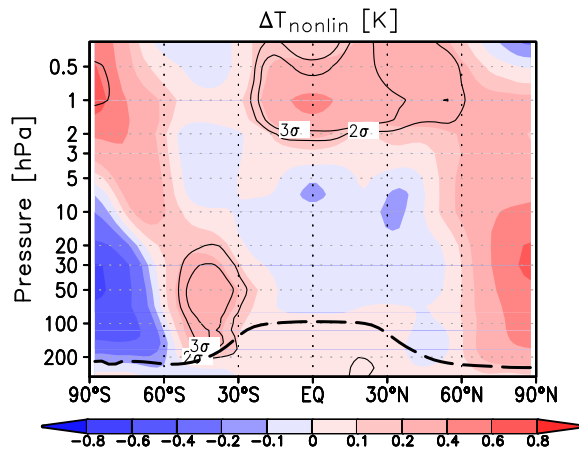 ΔT_nonlin [K]
Pressure [hPa]
0.5
1
2
3
5
10
20
30
50
100
200
3σ
2σ
3σ
2σ
90°S 60°S 30°S EQ 30°N 60°N 90°N
-0.8 -0.6 -0.4 -0.2 -0.1 0 0.1 0.2 0.4 0.6 0.8